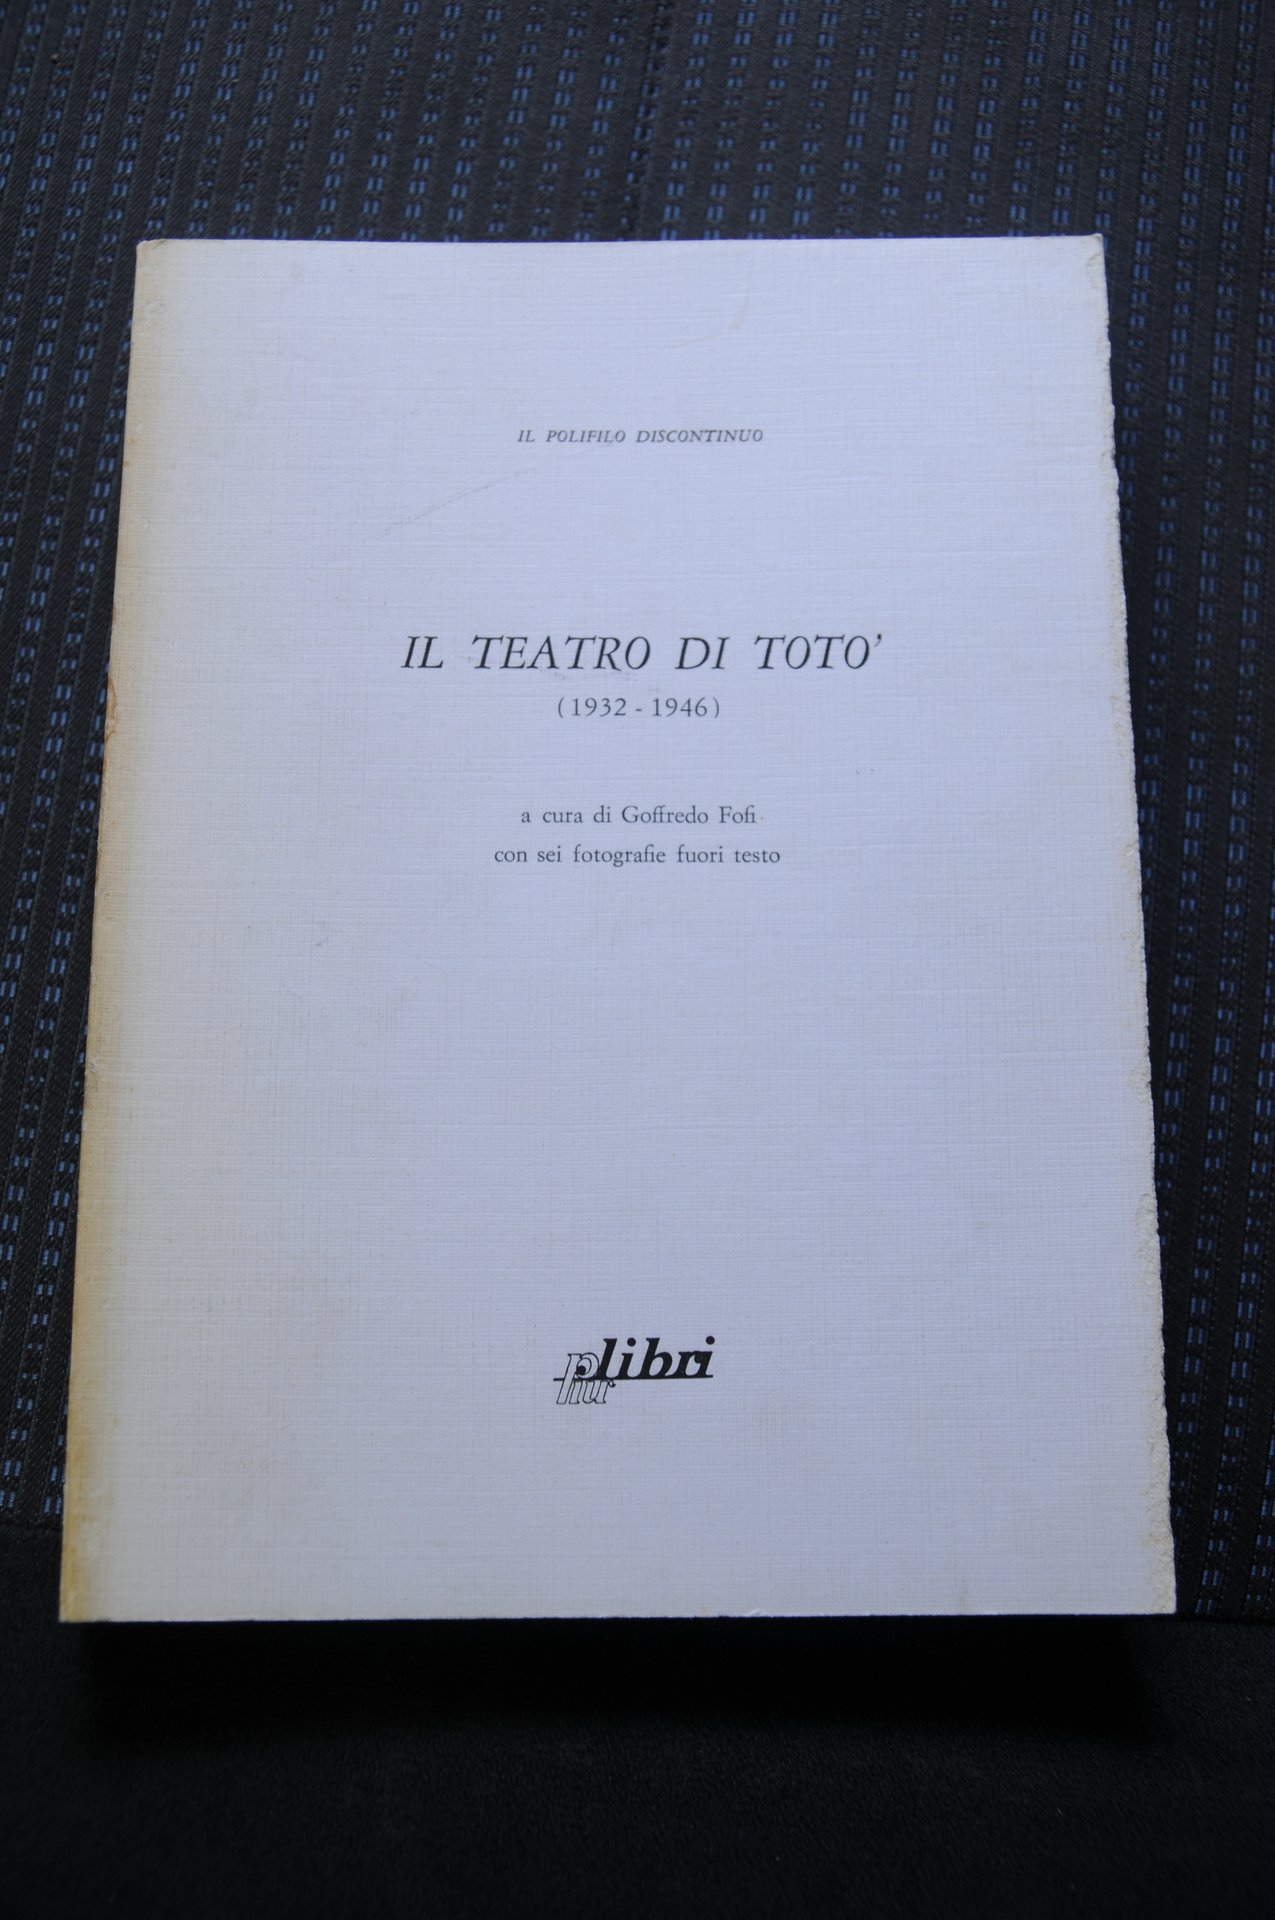 IL POLIFILO DISCONTINUO
IL TEATRO DI TOTO'
(1932 - 1946)
a cura di Goffredo Fofi
con sei fotografie fuori testo
libri